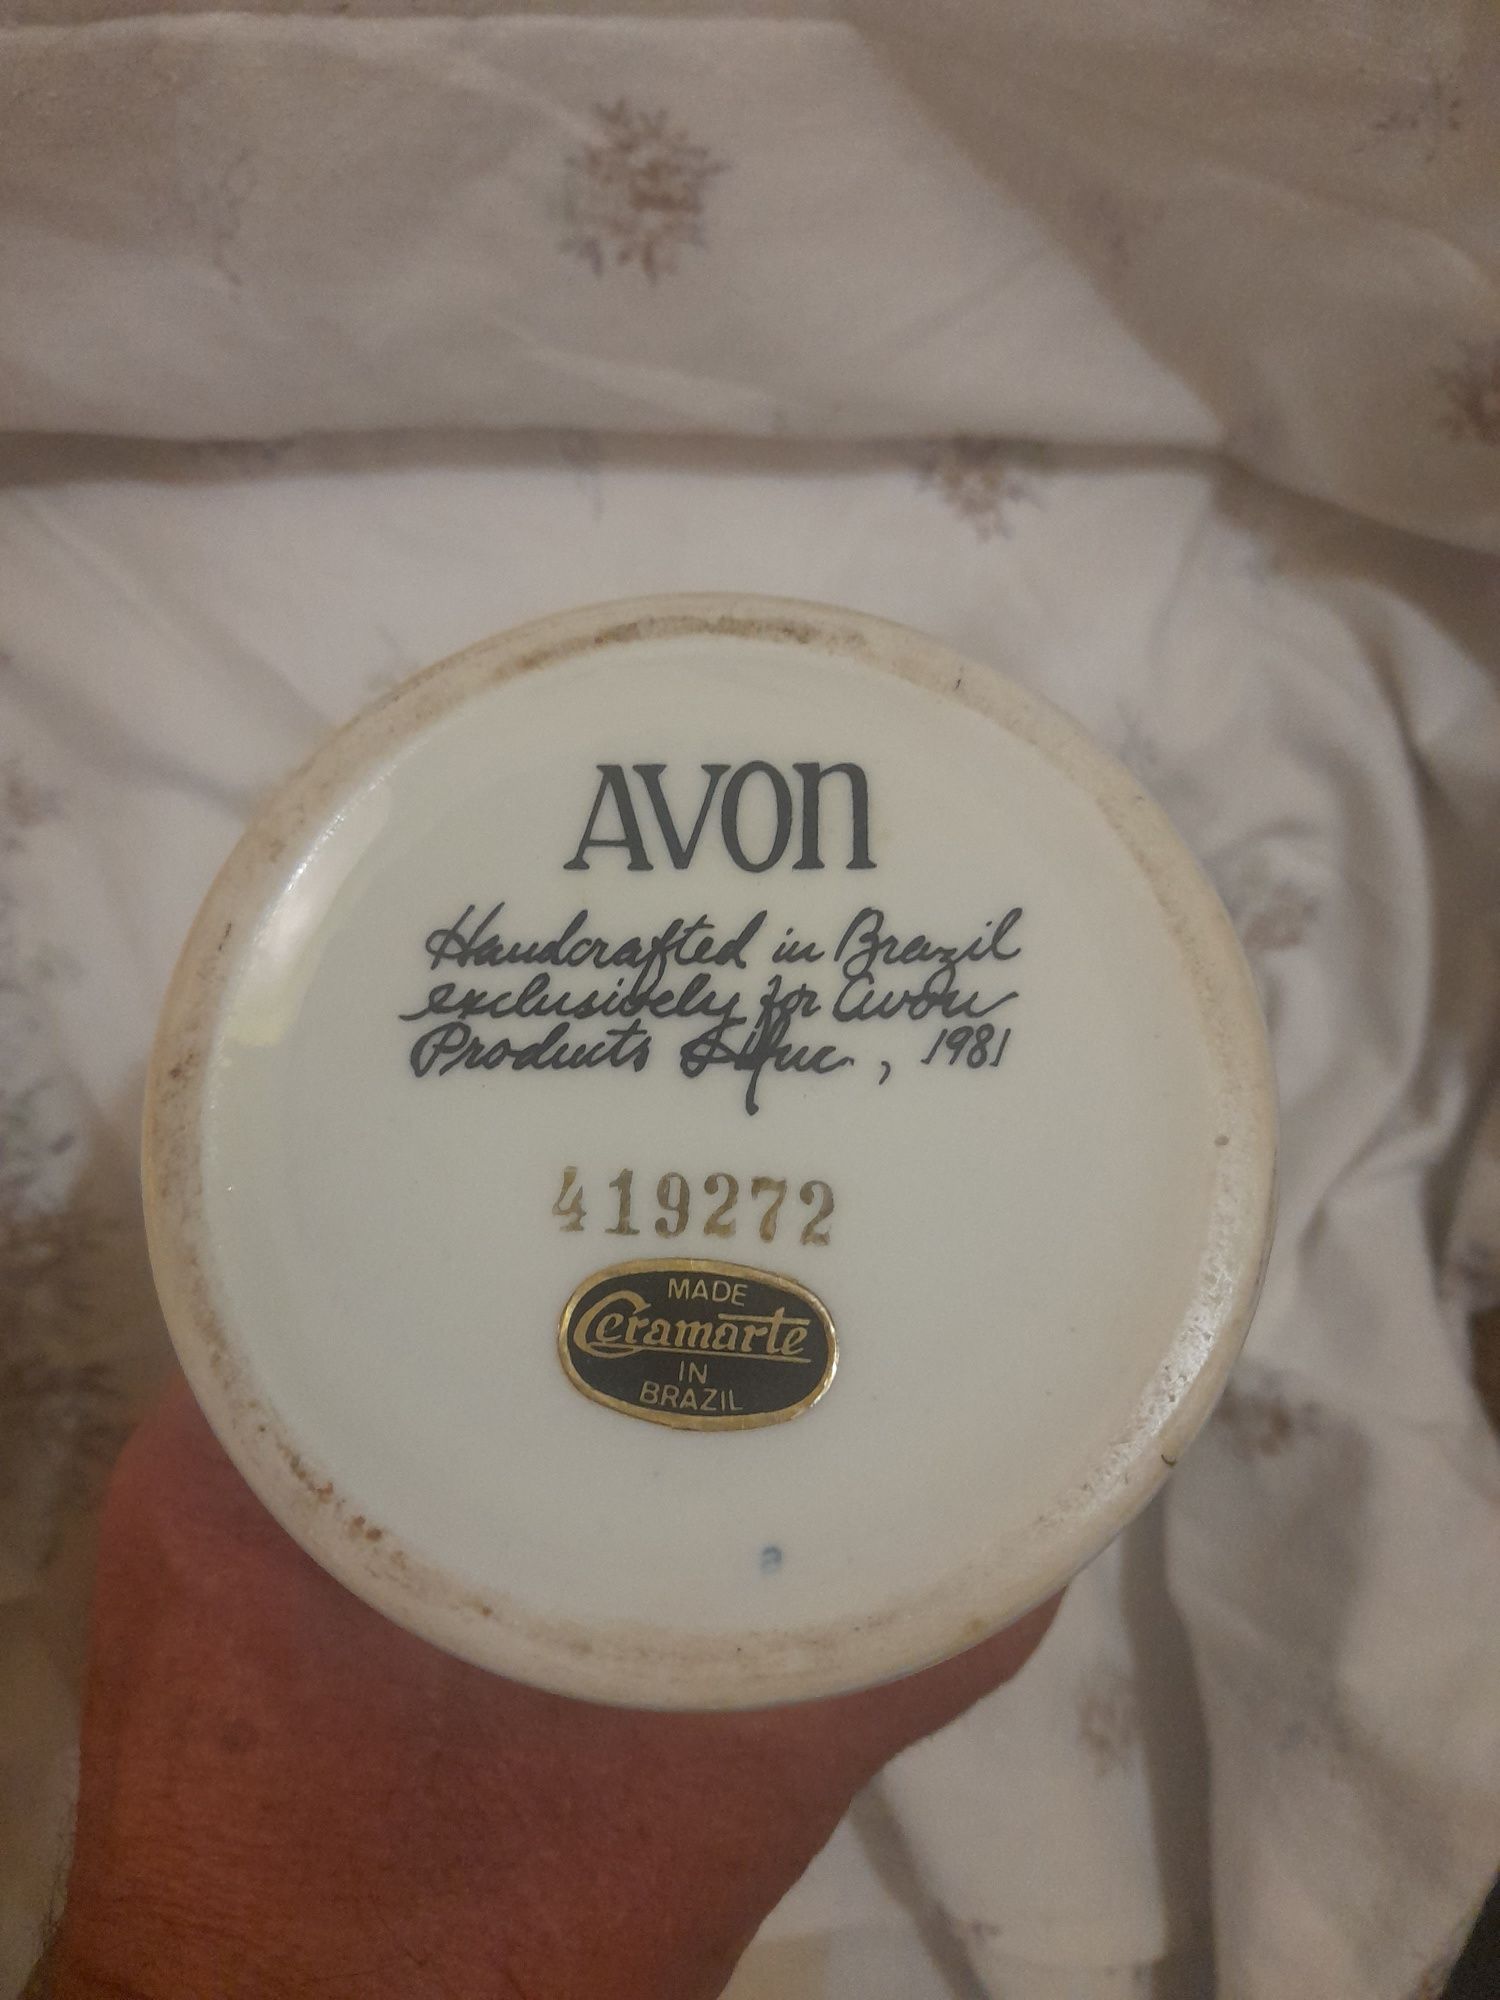 AVON
Handcrafted in Brazil
exclusively for Avon
Products Inc., 1981
419272
MADE
Ceramarte
IN
BRAZIL